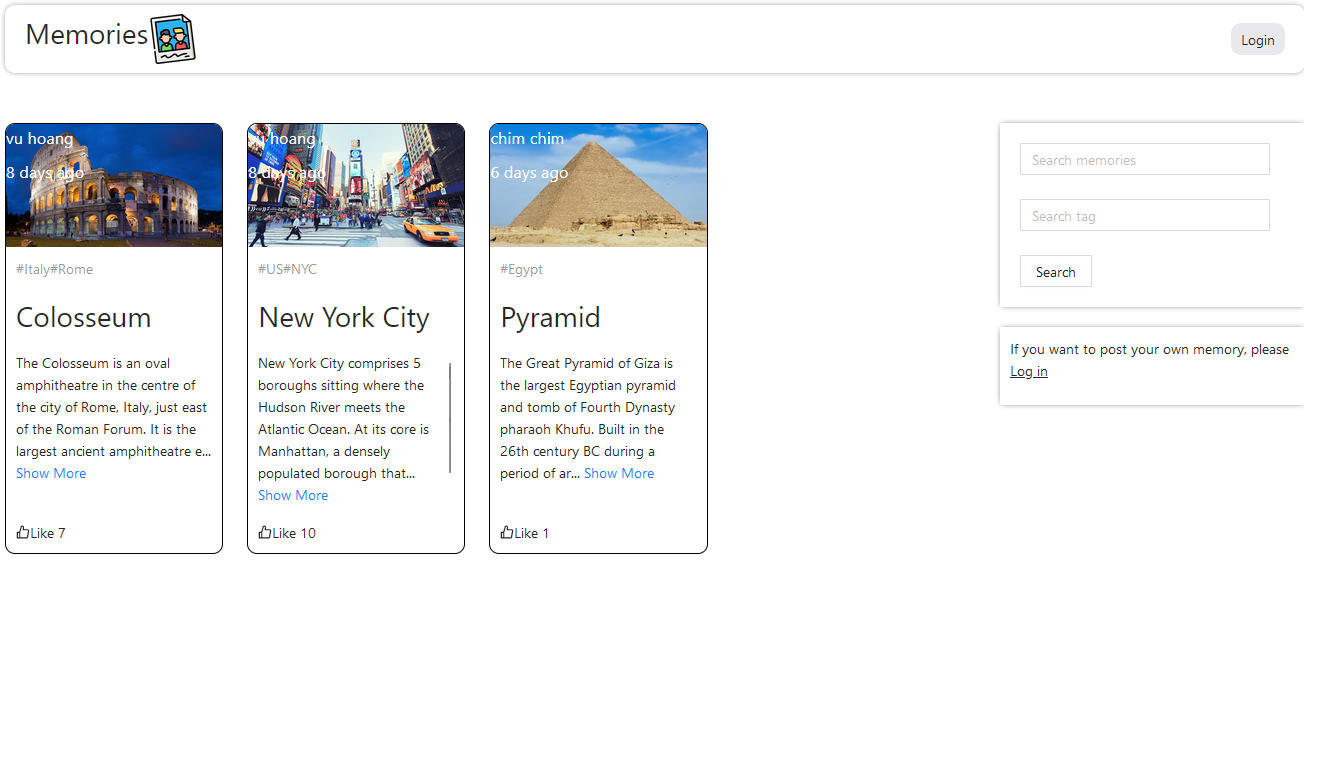 Memories
Login
vu hoang
8 days ago
#Italy#Rome
Colosseum
The Colosseum is an oval
amphitheatre in the centre of
the city of Rome, Italy, just east
of the Roman Forum. It is the
largest ancient amphitheatre e...
Show More
Like 7
hoang
8 days ago
#US#NYC
New York City
New York City comprises 5
boroughs sitting where the
Hudson River meets the
Atlantic Ocean. At its core is
Manhattan, a densely
populated borough that...
Show More
Like 10
chim chim
6 days ago
#Egypt
Pyramid
The Great Pyramid of Giza is
the largest Egyptian pyramid
and tomb of Fourth Dynasty
pharaoh Khufu. Built in the
26th century BC during a
period of ar... Show More
Like 1
Search memories
Search tag
Search
If you want to post your own memory, please
Log in